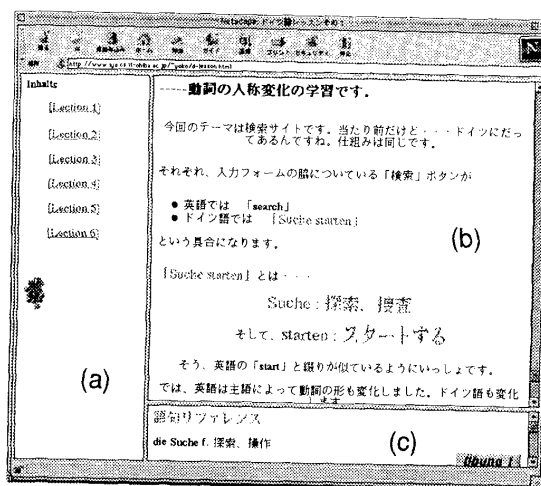 Netscape: ドイツ語レッスンその1
Inhalte
[Lection 1]
[Lection 2]
[Lection 3]
[Lection 4]
[Lection 5]
[Lection 6]
(a)
-----動詞の人称変化の学習です.
今回のテーマは検索サイトです。当たり前だけど・・・ドイツにだっ
てあるんですね。仕組みは同じです。
それぞれ、入力フォームの脇についている「検索」ボタンが
● 英語では 「search」
● ドイツ語では 「Suche starten」
という具合になります。
(b)
「Suche starten」とは・・・
Suche : 探索、捜査
そして、starten : スタートする
そう、英語の「start」と綴りが似ているようにいっしょです。
では、英語は主語によって動詞の形も変化しました。ドイツ語も変化
します
語句リファレンス
die Suche f. 探索、操作
(c)
Übung 1